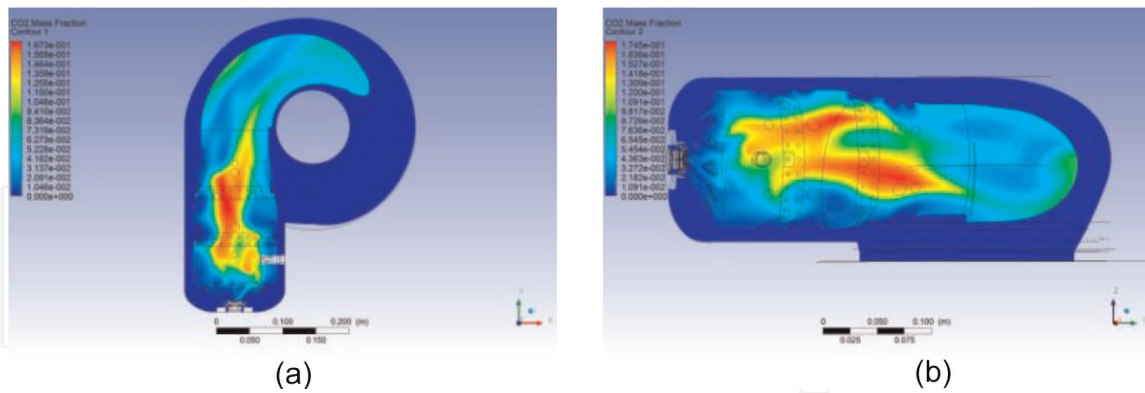 CO2.Mass Fraction
Contour 1
1.673e-001
1.568e-001
1.464e-001
1.359e-001
1.255e-001
1.150e-001
1.046e-001
9.410e-002
8.364e-002
7.319e-002
6.273e-002
5.228e-002
4.182e-002
3.137e-002
2.091e-002
1.046e-002
0.000e+000
0 0.100 0.200 (m)
0.050 0.150
Y
X
(a)
CO2.Mass Fraction
Contour 2
1.745e-001
1.636e-001
1.527e-001
1.418e-001
1.309e-001
1.200e-001
1.091e-001
9.817e-002
8.726e-002
7.636e-002
6.545e-002
5.454e-002
4.363e-002
3.272e-002
2.182e-002
1.091e-002
0.000e+000
0 0.050 0.100 (m)
0.025 0.075
Z
Y
(b)